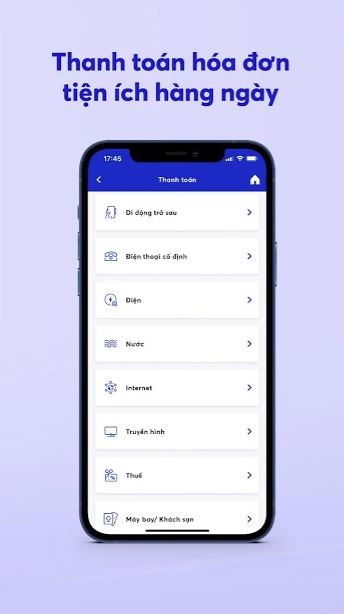 Thanh toán hóa đơn
tiện ích hàng ngày
17:45
Thanh toán
Di động trả sau
Điện thoại cố định
Điện
Nước
Internet
Truyền hình
Thuế
Máy bay/ Khách sạn